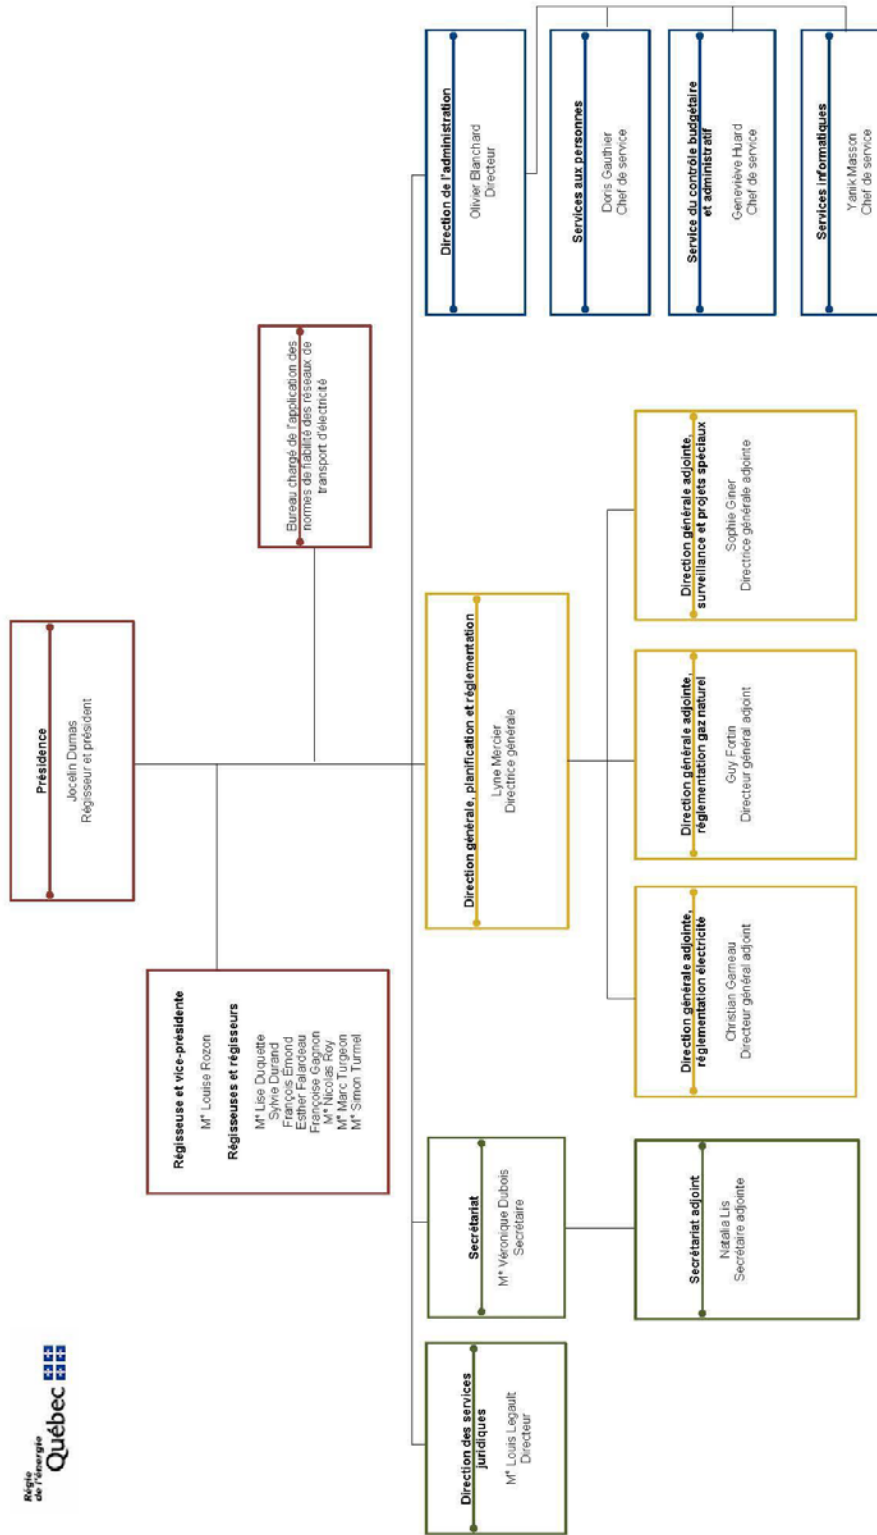 Régie
de l'énergie
Québec
Présidence
Jocelin Dumas
Régisseur et président
Régisseuse et vice-présidente
Mᵉ Louise Rozon
Régisseuses et régisseurs
Mᵉ Lise Duquette
Sylvie Durand
François Émond
Esther Falardeau
Françoise Gagnon
Mᵉ Nicolas Roy
Mᵉ Marc Turgeon
Mᵉ Simon Turmel
Bureau chargé de l'application des
normes de fiabilité des réseaux de
transport d'électricité
Direction des services
juridiques
Mᵉ Louis Legault
Directeur
Secrétariat
Mᵉ Véronique Dubois
Secrétaire
Direction générale, planification et réglementation
Lyne Mercier
Directrice générale
Direction de l'administration
Olivier Blanchard
Directeur
Secrétariat adjoint
Natalia Lis
Secrétaire adjointe
Direction générale adjointe,
réglementation électricité
Christian Garneau
Directeur général adjoint
Direction générale adjointe,
réglementation gaz naturel
Guy Fortin
Directeur général adjoint
Direction générale adjointe,
surveillance et projets spéciaux
Sophie Giner
Directrice générale adjointe
Services aux personnes
Doris Gauthier
Chef de service
Service du contrôle budgétaire
et administratif
Geneviève Huard
Chef de service
Services informatiques
Yanik Masson
Chef de service